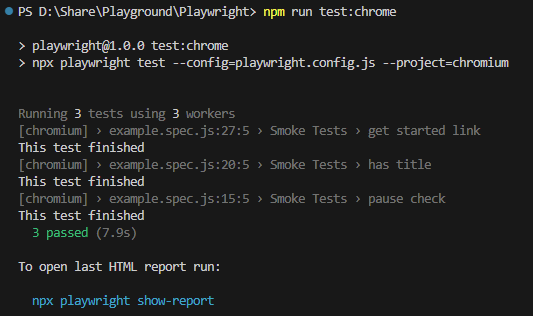 PS D:\Share\Playground\Playwright> npm run test:chrome
> playwright@1.0.0 test:chrome
> npx playwright test --config=playwright.config.js --project=chromium
Running 3 tests using 3 workers
[chromium] › example.spec.js:27:5 › Smoke Tests › get started link
This test finished
[chromium] › example.spec.js:20:5 › Smoke Tests › has title
This test finished
[chromium] › example.spec.js:15:5 › Smoke Tests › pause check
This test finished
3 passed (7.9s)
To open last HTML report run:
npx playwright show-report